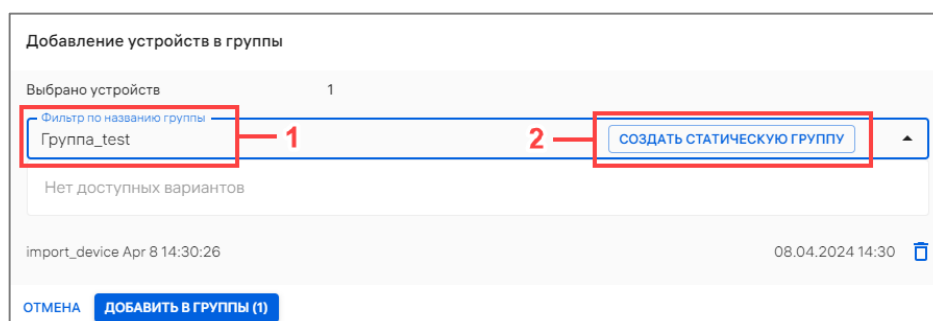 Добавление устройств в группы
Выбрано устройств 1
Фильтр по названию группы
Группа_test 1 2 СОЗДАТЬ СТАТИЧЕСКУЮ ГРУППУ
Нет доступных вариантов
import_device Apr 8 14:30:26 08.04.2024 14:30
ОТМЕНА ДОБАВИТЬ В ГРУППЫ (1)